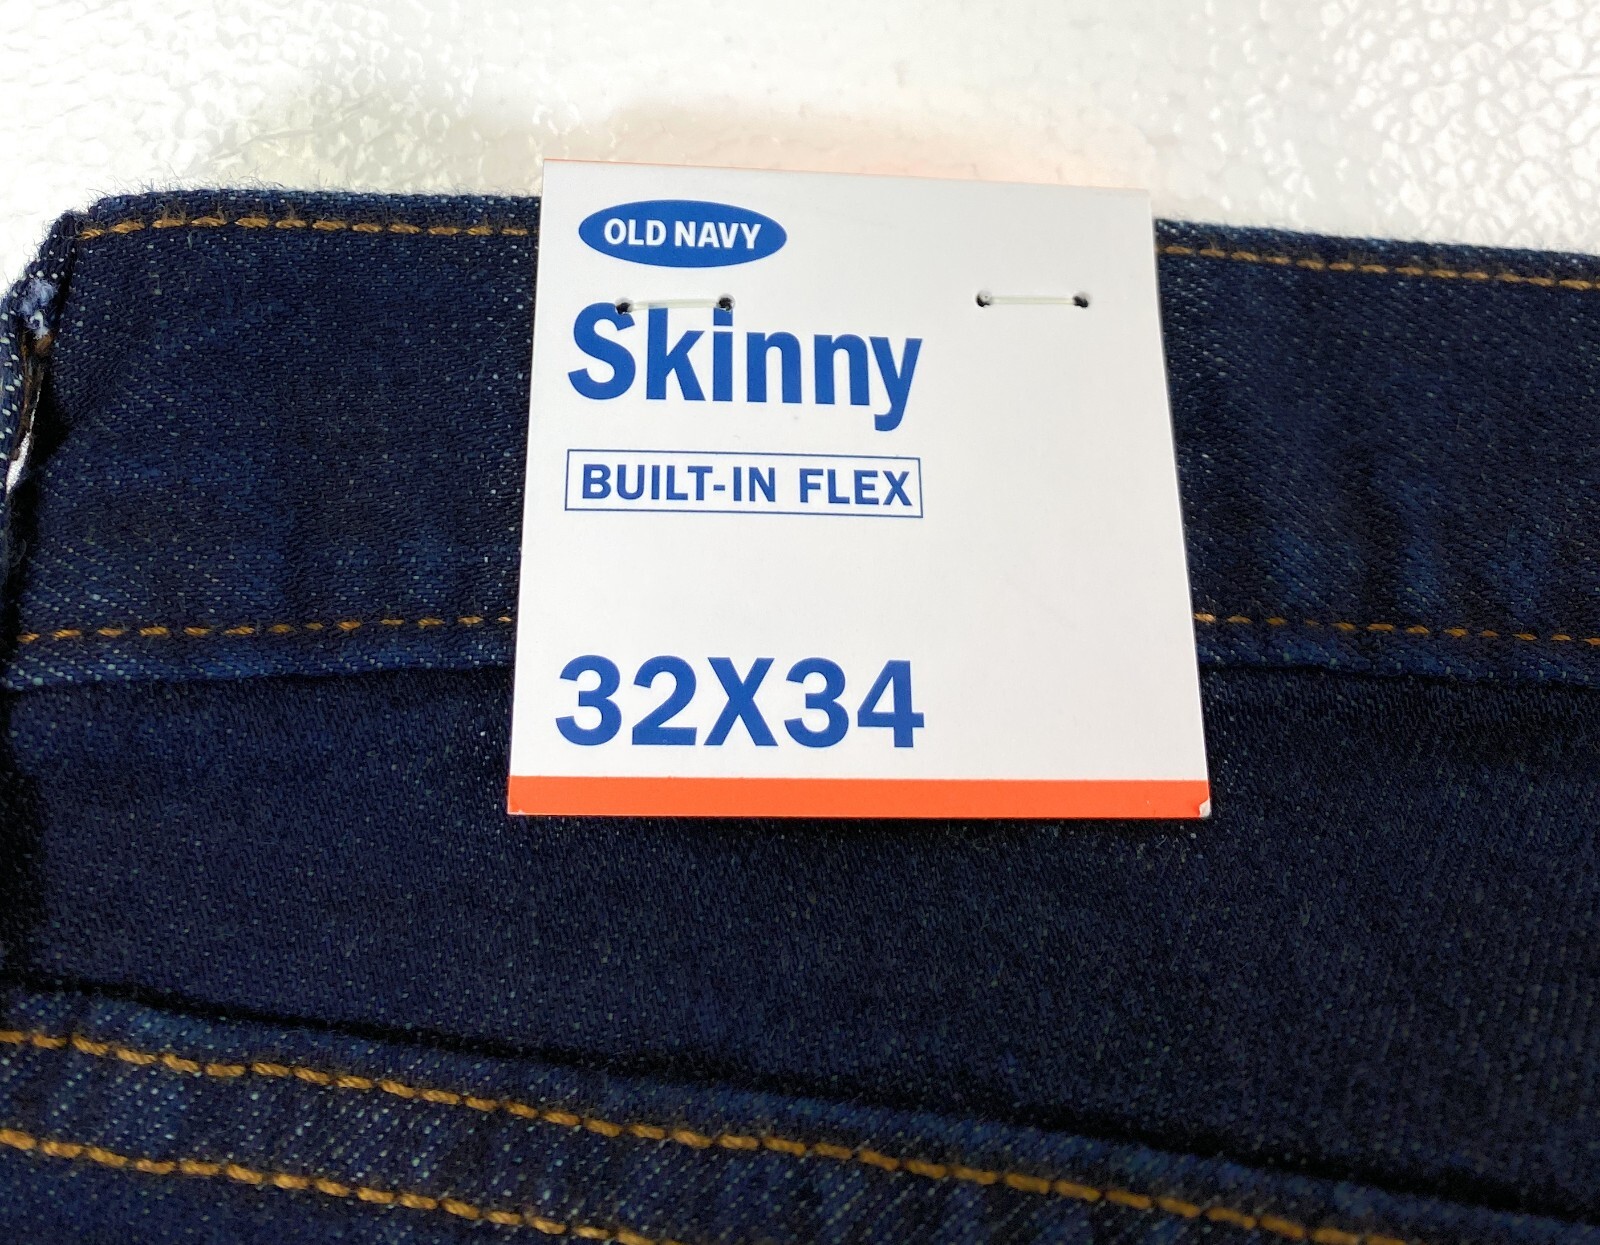 OLD NAVY
Skinny
BUILT-IN FLEX
32X34